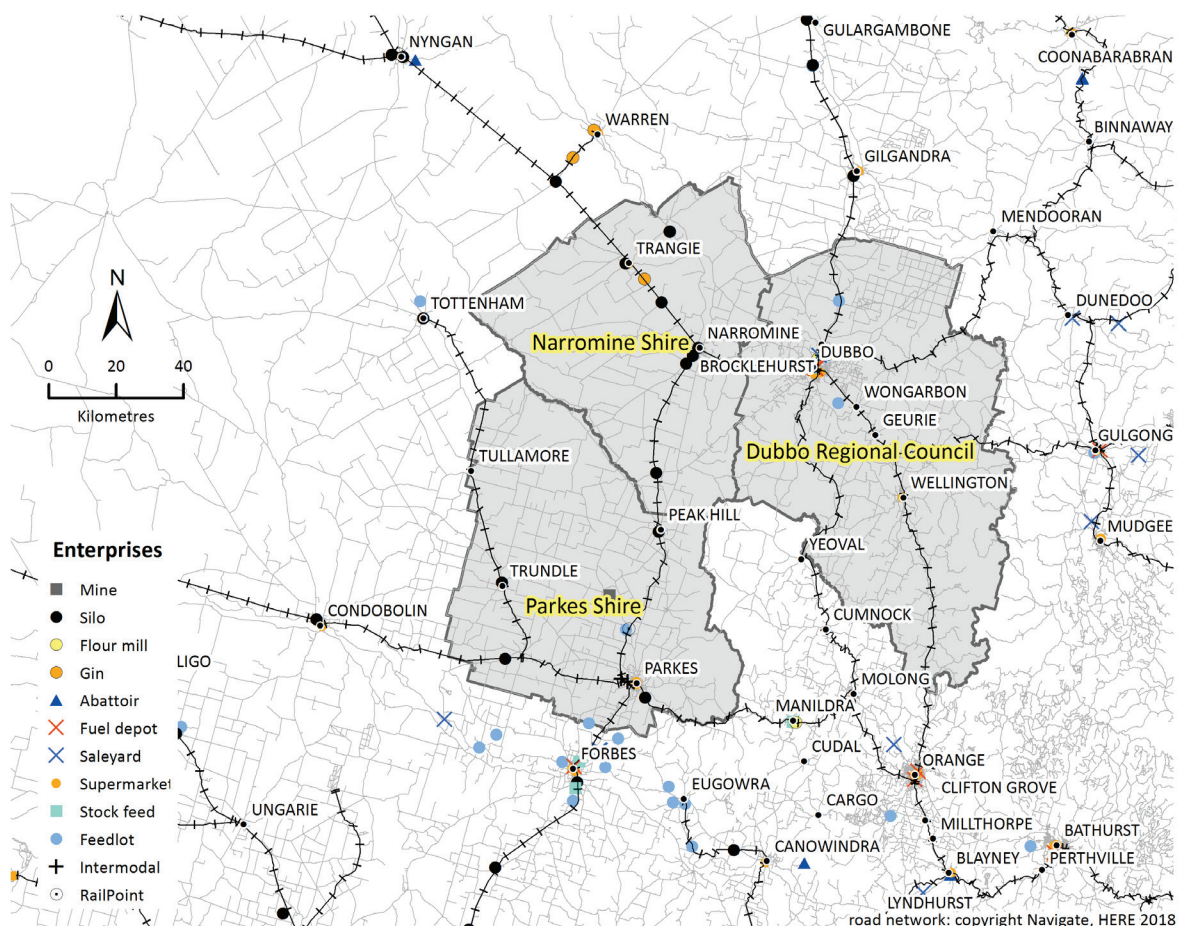 NYNGAN
GULARGAMBONE
COONABARABRAN
WARREN
BINNAWAY
GILGANDRA
MENDOORAN
TRANGIE
N
TOTTENHAM
DUNEDOO
0 20 40
Kilometres
Narromine Shire
NARROMINE
BROCKLEHURST
DUBBO
WONGARBON
GEURIE
GULGONG
Dubbo Regional Council
TULLAMORE
WELLINGTON
PEAK HILL
MUDGEE
YEOVAL
Enterprises
Mine
Silo
Flour mill
Gin
Abattoir
Fuel depot
Saleyard
Supermarket
Stock feed
Feedlot
Intermodal
RailPoint
TRUNDLE
Parkes Shire
CONDOBOLIN
CUMNOCK
LIGO
PARKES
MOLONG
MANILDRA
CUDAL
FORBES
ORANGE
CLIFTON GROVE
EUGOWRA
CARGO
UNGARIE
MILLTHORPE
BATHURST
CANOWINDRA
BLAYNEY
PERTHVILLE
LYNDHURST
road network: copyright Navigate, HERE 2018